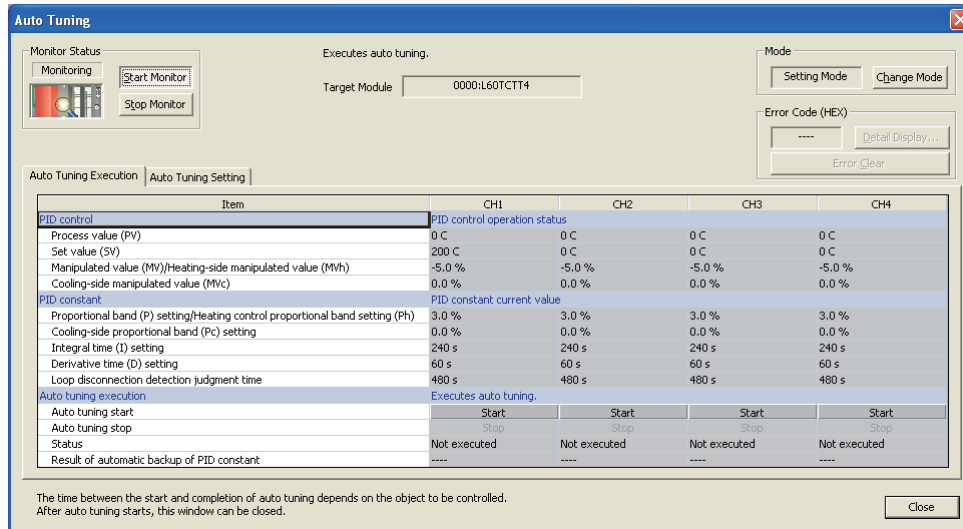 Auto Tuning
Monitor Status
Monitoring
Start Monitor
Stop Monitor
Executes auto tuning.
Target Module 0000:L60TCTT4
Mode
Setting Mode Change Mode
Error Code (HEX)
---- Detail Display...
Error Clear
Auto Tuning Execution Auto Tuning Setting
Item CH1 CH2 CH3 CH4
PID control PID control operation status
Process value (PV) 0 C 0 C 0 C 0 C
Set value (SV) 200 C 0 C 0 C 0 C
Manipulated value (MV)/Heating-side manipulated value (MVh) -5.0 % -5.0 % -5.0 % -5.0 %
Cooling-side manipulated value (MVc) 0.0 % 0.0 % 0.0 % 0.0 %
PID constant PID constant current value
Proportional band (P) setting/Heating control proportional band setting (Ph) 3.0 % 3.0 % 3.0 % 3.0 %
Cooling-side proportional band (Pc) setting 0.0 % 0.0 % 0.0 % 0.0 %
Integral time (I) setting 240 s 240 s 240 s 240 s
Derivative time (D) setting 60 s 60 s 60 s 60 s
Loop disconnection detection judgment time 480 s 480 s 480 s 480 s
Auto tuning execution Executes auto tuning.
Auto tuning start Start Start Start Start
Auto tuning stop Stop Stop Stop Stop
Status Not executed Not executed Not executed Not executed
Result of automatic backup of PID constant ---- ---- ---- ----
The time between the start and completion of auto tuning depends on the object to be controlled.
After auto tuning starts, this window can be closed.
Close